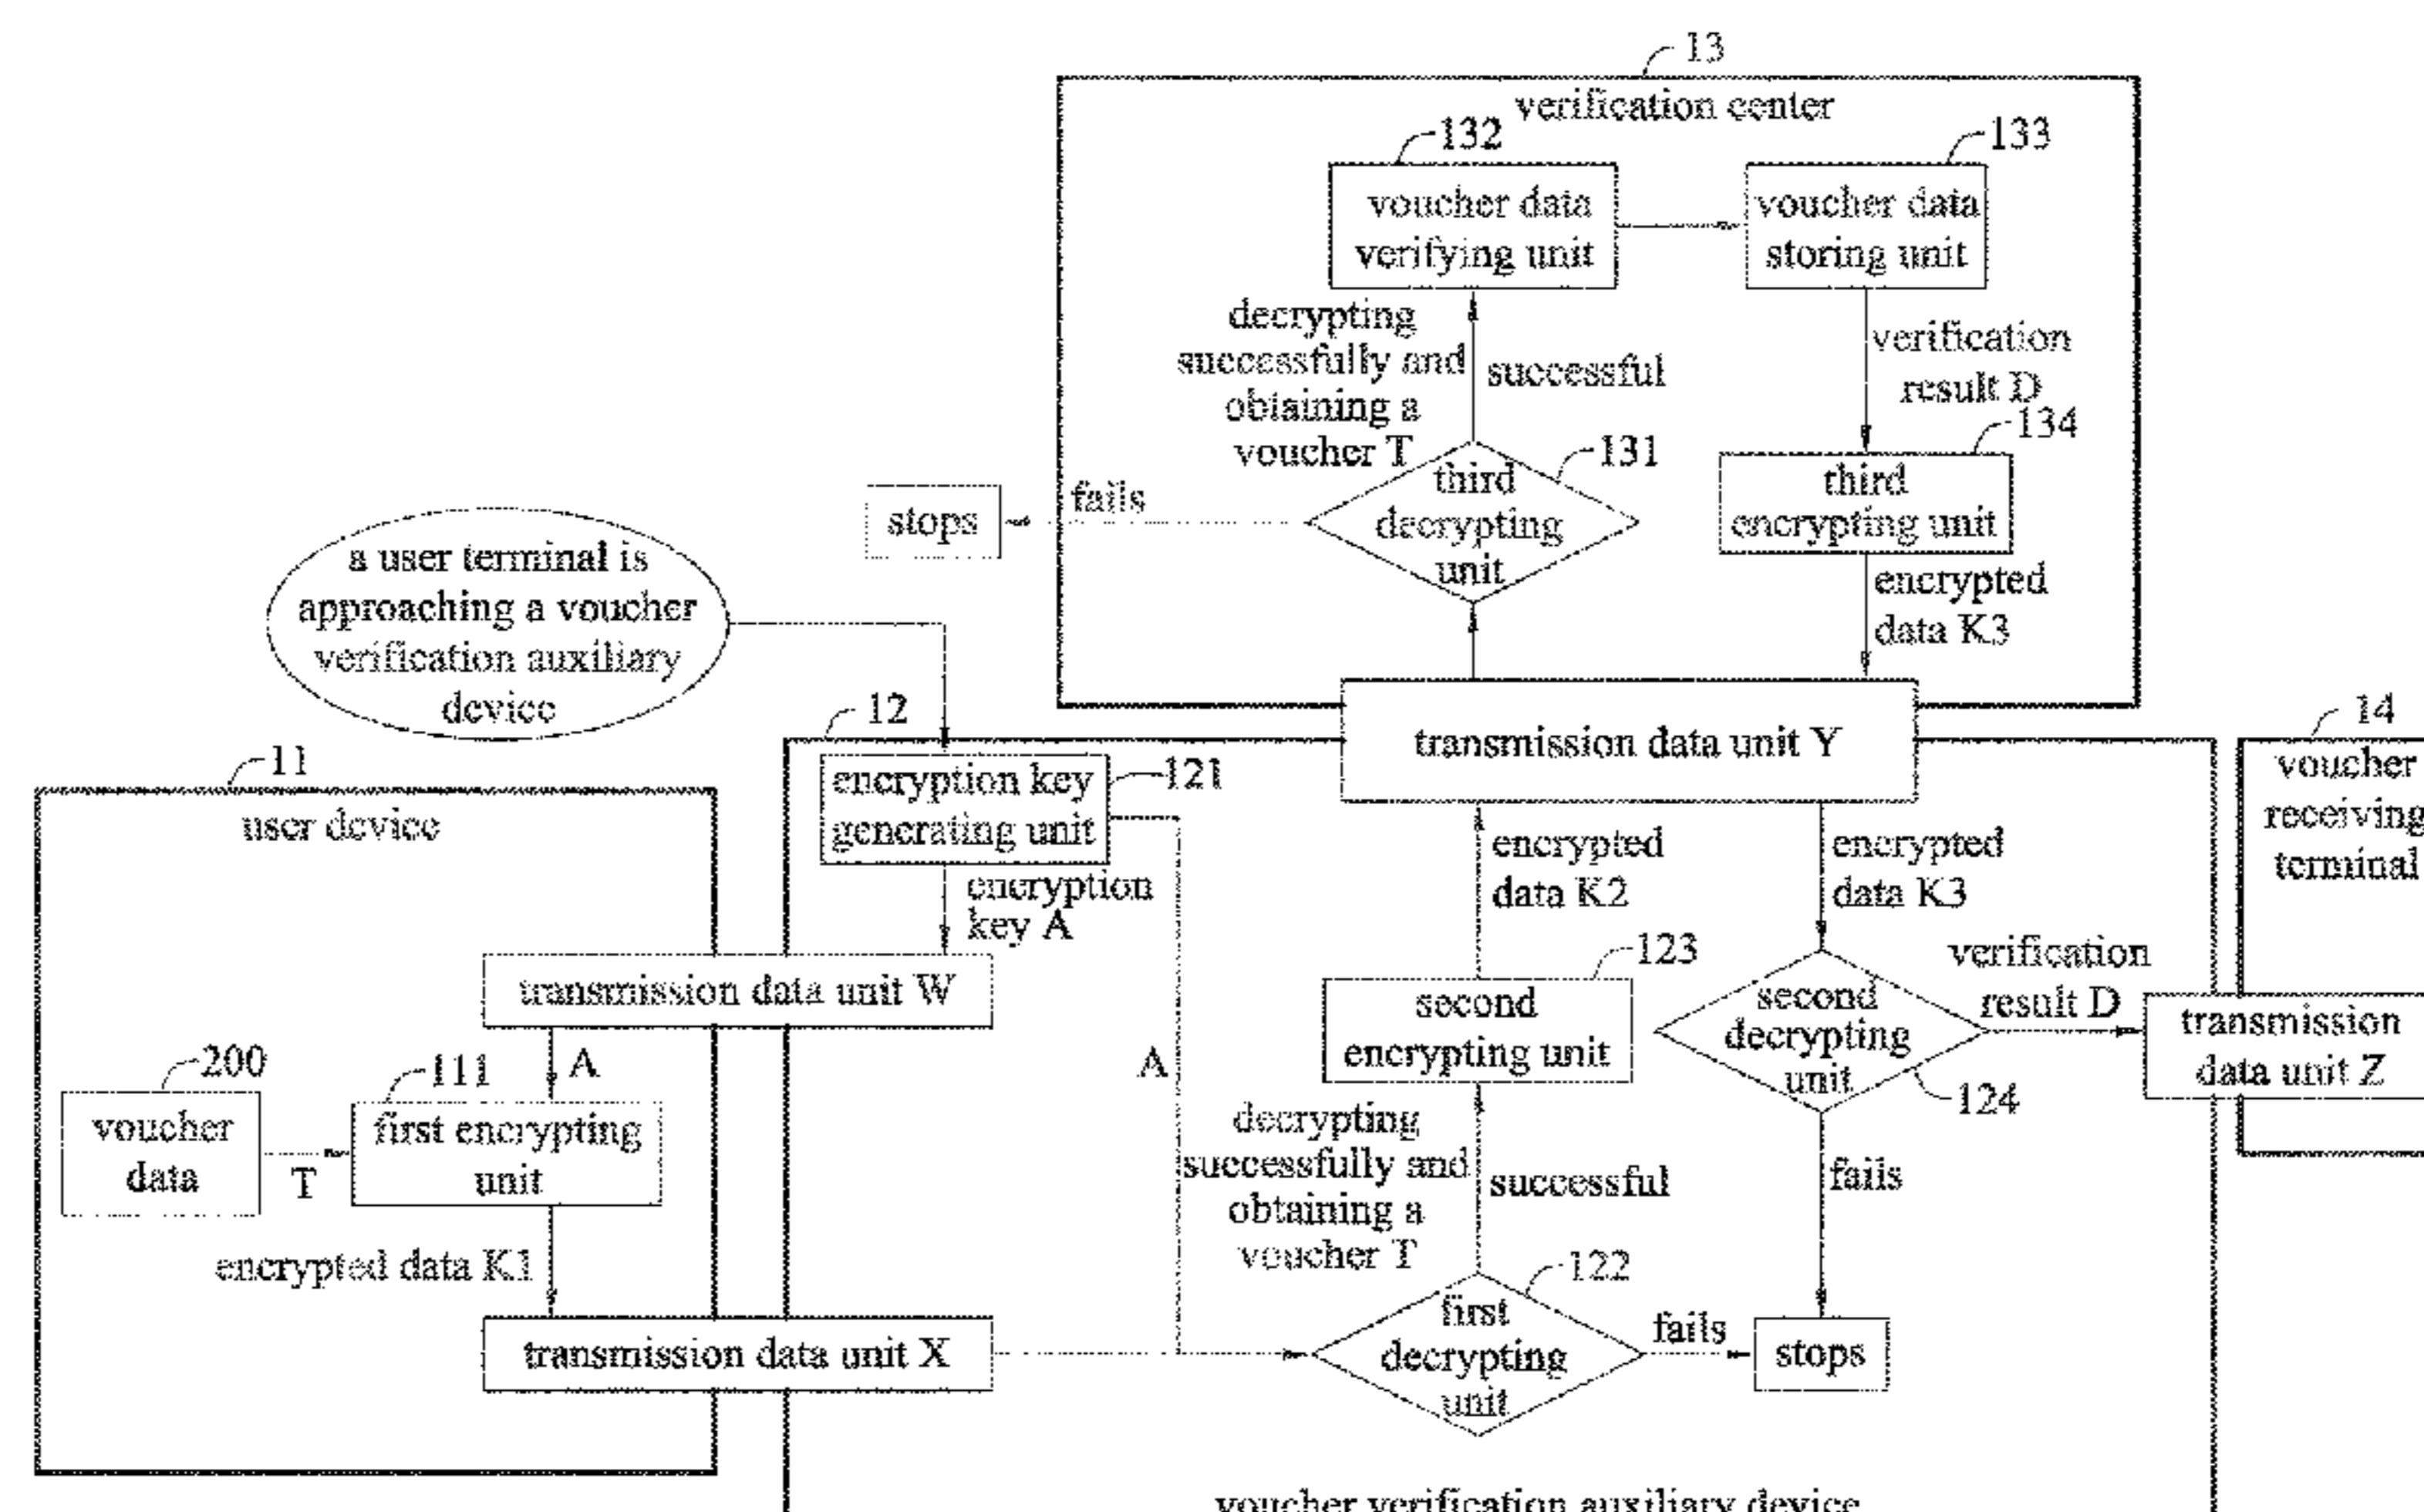 13
verification center
132
133
voucher data
verifying unit
voucher data
storing unit
decrypting
successfully and
obtaining a
voucher T
successful
verification
result D
134
131
third
decrypting
unit
third
encrypting unit
fails
stops
encrypted
data K3
a user terminal is
approaching a voucher
verification auxiliary
device
12
transmission data unit Y
14
voucher
receiving
terminal
11
user device
encryption key
generating unit
121
encryption
key A
encrypted
data K2
encrypted
data K3
transmission data unit W
123
second
encrypting unit
second
decrypting
unit
124
verification
result D
transmission
data unit Z
A
A
200
voucher
data
T
111
first encrypting
unit
encrypted data K1
decrypting
successfully and
obtaining a
voucher T
successful
fails
122
first
decrypting
unit
fails
stops
transmission data unit X
voucher verification auxiliary device